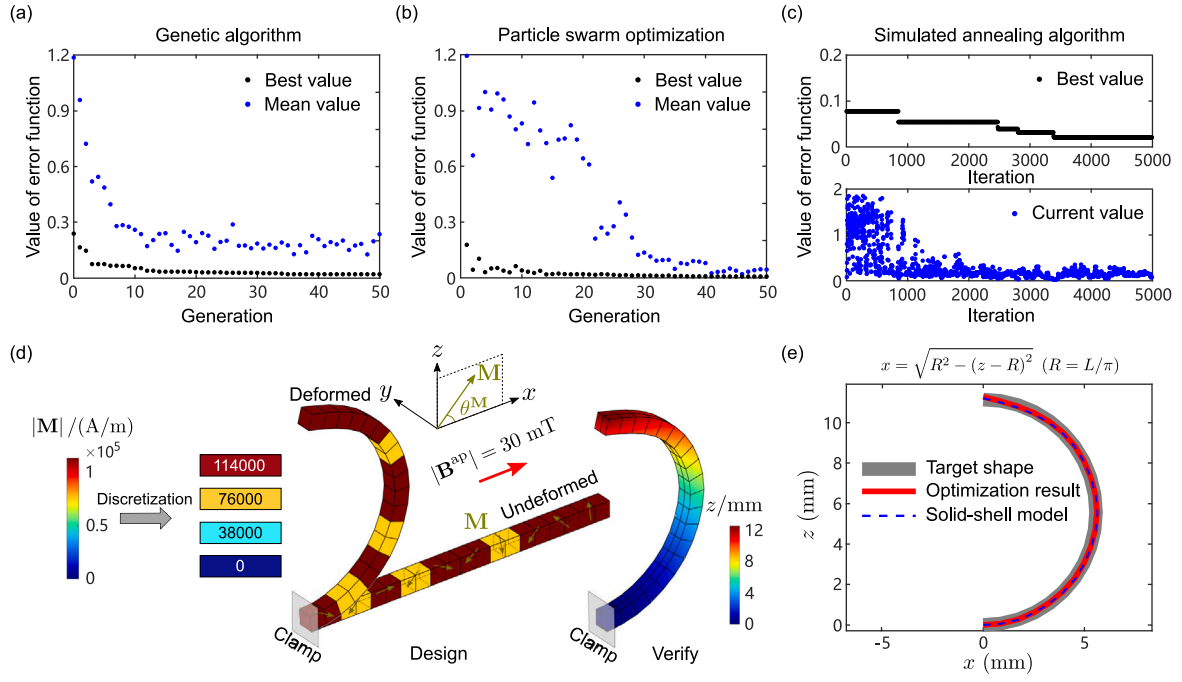 (a)
Genetic algorithm
Value of error function
1.2
0.9
0.6
0.3
0
Best value
Mean value
0 10 20 30 40 50
Generation
(b)
Particle swarm optimization
Value of error function
1.2
0.9
0.6
0.3
0
Best value
Mean value
0 10 20 30 40 50
Generation
(c)
Simulated annealing algorithm
Value of error function
0.2
0.1
0
Best value
0 1000 2000 3000 4000 5000
Iteration
2
1
0
Current value
0 1000 2000 3000 4000 5000
Iteration
(d)
|M| /(A/m)
×10⁵
1
0.5
0
Discretization
114000
76000
38000
0
Deformed
z
M
y
x
θᴹ
|Bᵃᵖ| = 30 mT
Undeformed
M
Clamp
Design
z/mm
12
10
8
6
4
2
0
Clamp
Verify
(e)
x = √(R² − (z − R)²) (R = L/π)
z (mm)
10
8
6
4
2
0
Target shape
Optimization result
Solid-shell model
-5 0 5
x (mm)